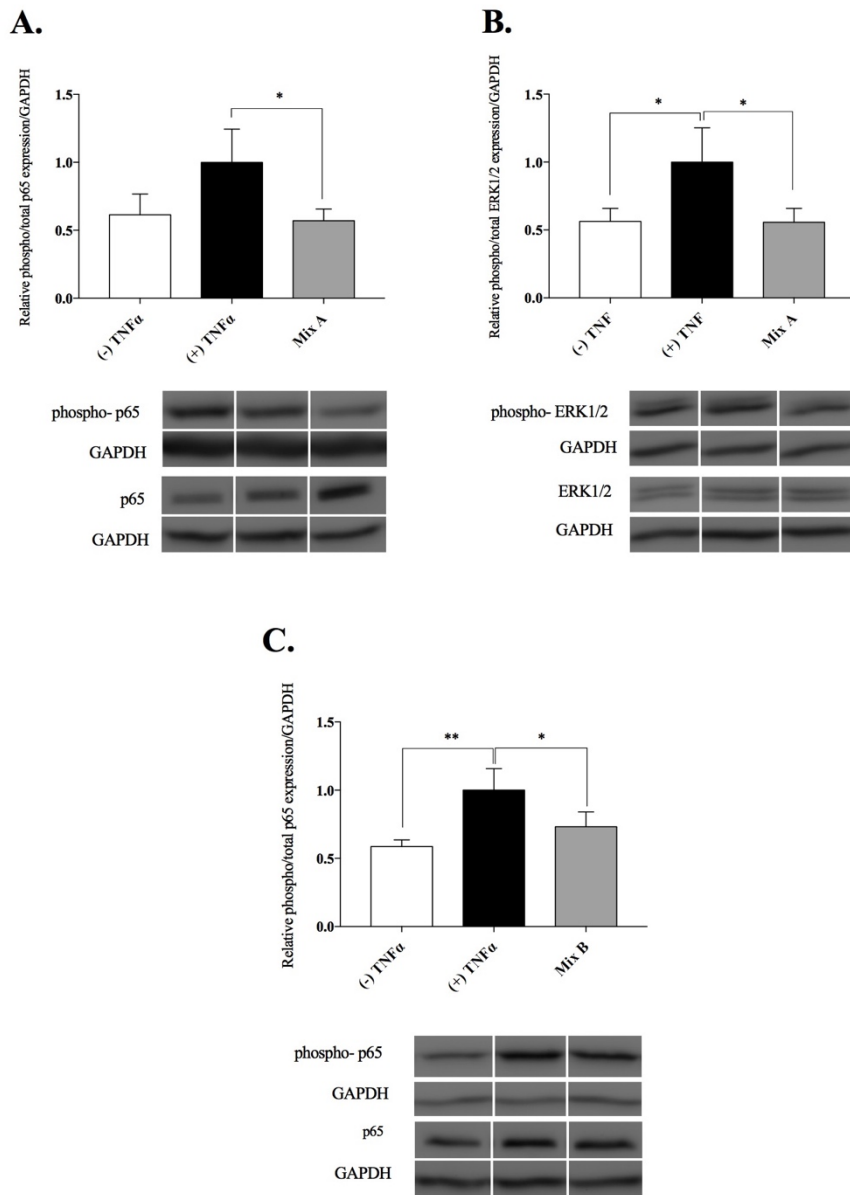 A.
Relative phospho/total p65 expression/GAPDH
1.5
1.0
0.5
0.0
*
(-) TNFα
(+) TNFα
Mix A
phospho- p65
GAPDH
p65
GAPDH
B.
Relative phospho/total ERK1/2 expression/GAPDH
1.5
1.0
0.5
0.0
*
*
(-) TNF
(+) TNF
Mix A
phospho- ERK1/2
GAPDH
ERK1/2
GAPDH
C.
Relative phospho/total p65 expression/GAPDH
1.5
1.0
0.5
0.0
**
*
(-) TNFα
(+) TNFα
Mix B
phospho- p65
GAPDH
p65
GAPDH